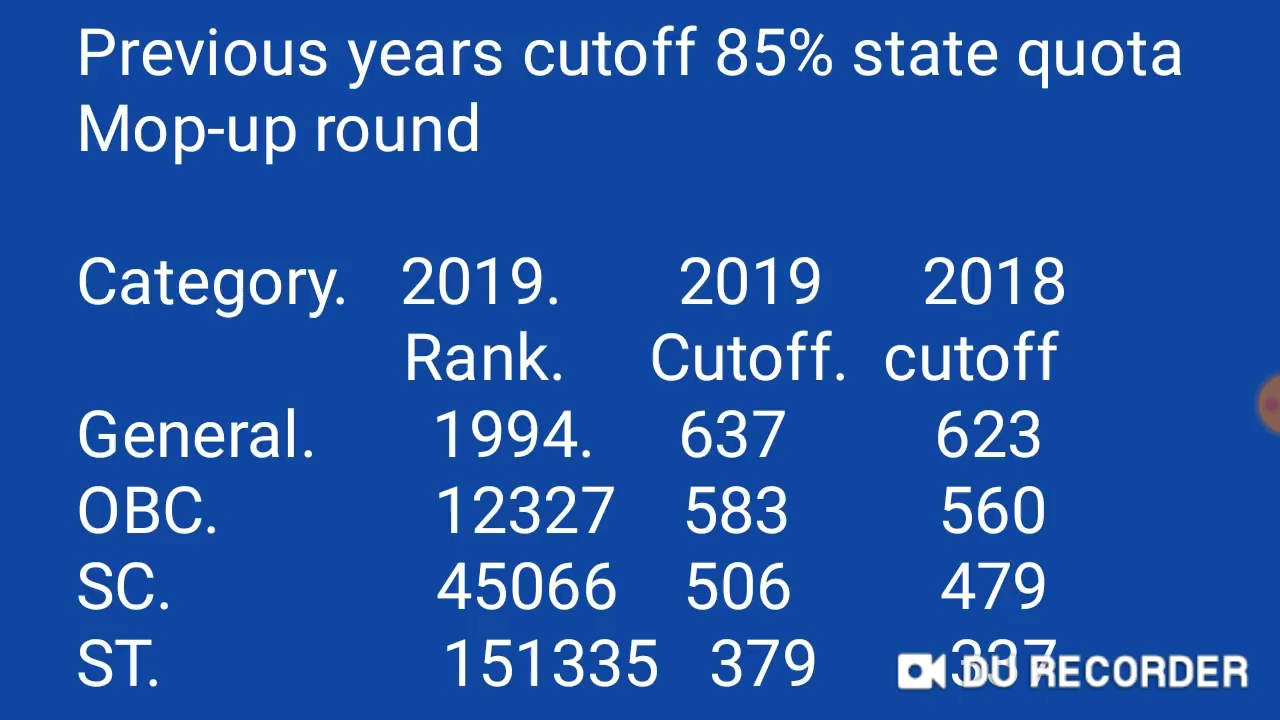 Previous years cutoff 85% state quota
Mop-up round
Category. 2019. 2019 2018
Rank. Cutoff. cutoff
General. 1994. 637 623
OBC. 12327 583 560
SC. 45066 506 479
ST. 151335 379
DU RECORDER